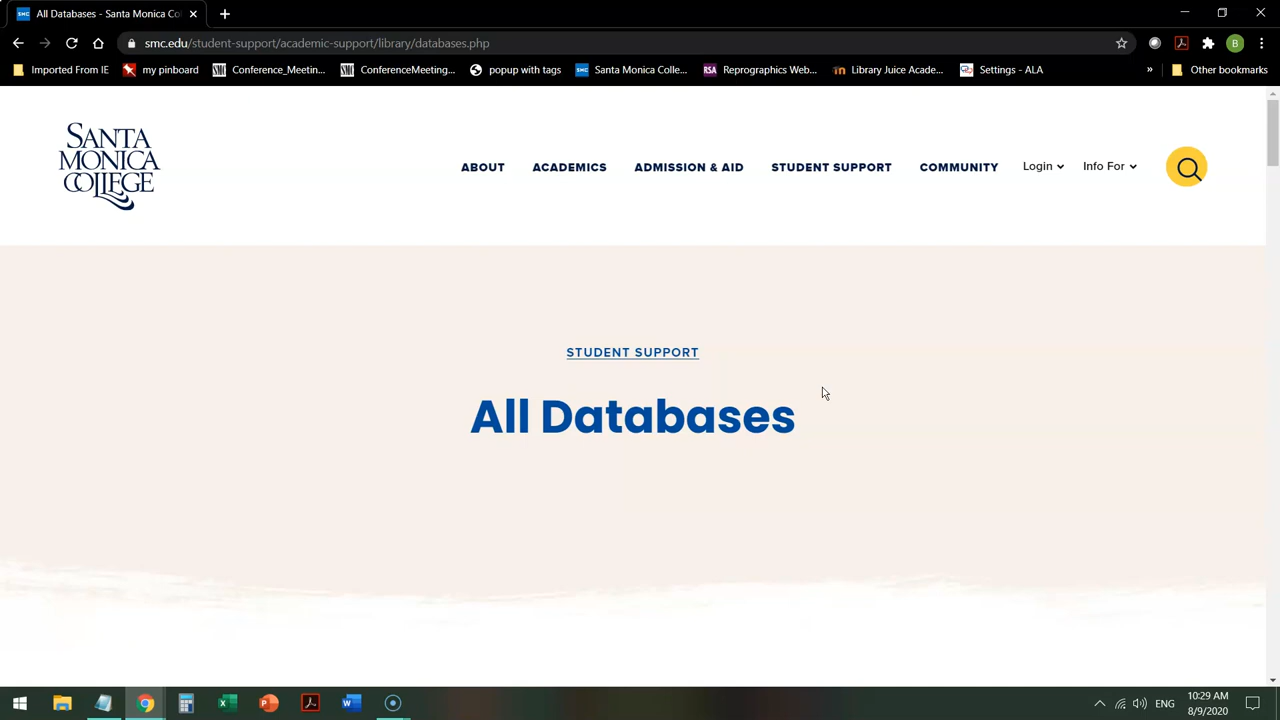 All Databases - Santa Monica Co
smc.edu/student-support/academic-support/library/databases.php
B
Imported From IE
my pinboard
Conference_Meetin...
ConferenceMeeting...
popup with tags
SMC
Santa Monica Colle...
RSA
Reprographics Web...
Library Juice Acade...
Settings - ALA
»
Other bookmarks
SANTA
MONICA
COLLEGE
ABOUT
ACADEMICS
ADMISSION & AID
STUDENT SUPPORT
COMMUNITY
Login
Info For
STUDENT SUPPORT
All Databases
ENG
10:29 AM
8/9/2020